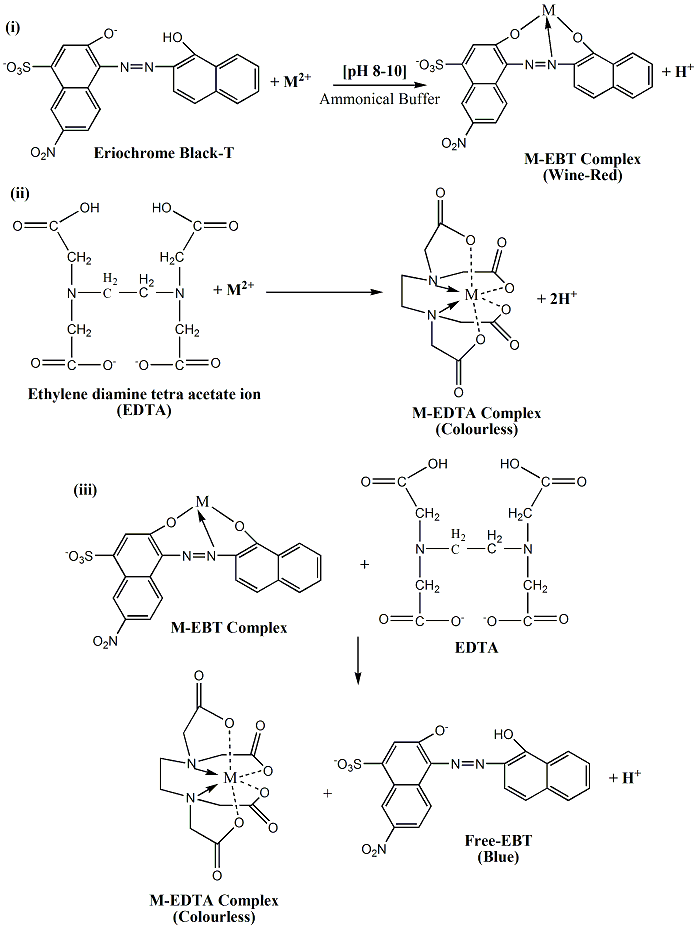 (i)
O⁻
HO
⁻O₃S
N=N
O₂N
Eriochrome Black-T
+ M²⁺
[pH 8-10]
Ammonical Buffer
M
O
O
⁻O₃S
N=N
O₂N
+ H⁺
M-EBT Complex
(Wine-Red)
(ii)
OH
HO
O=C
C=O
CH₂
H₂C
N
H₂
C
CH₂
N
CH₂
CH₂
O=C
O⁻
⁻O
C=O
Ethylene diamine tetra acetate ion
(EDTA)
+ M²⁺
O
O
O
N
O
M
O
N
O
O
O
M-EDTA Complex
(Colourless)
+ 2H⁺
(iii)
M
O
O
⁻O₃S
N=N
O₂N
M-EBT Complex
+
OH
HO
O=C
C=O
CH₂
H₂C
N
H₂
C
H₂
C
N
CH₂
CH₂
O=C
O⁻
⁻O
C=O
EDTA
O
O
O
N
O
M
O
N
O
O
O
M-EDTA Complex
(Colourless)
+
O⁻
HO
⁻O₃S
N=N
O₂N
Free-EBT
(Blue)
+ H⁺